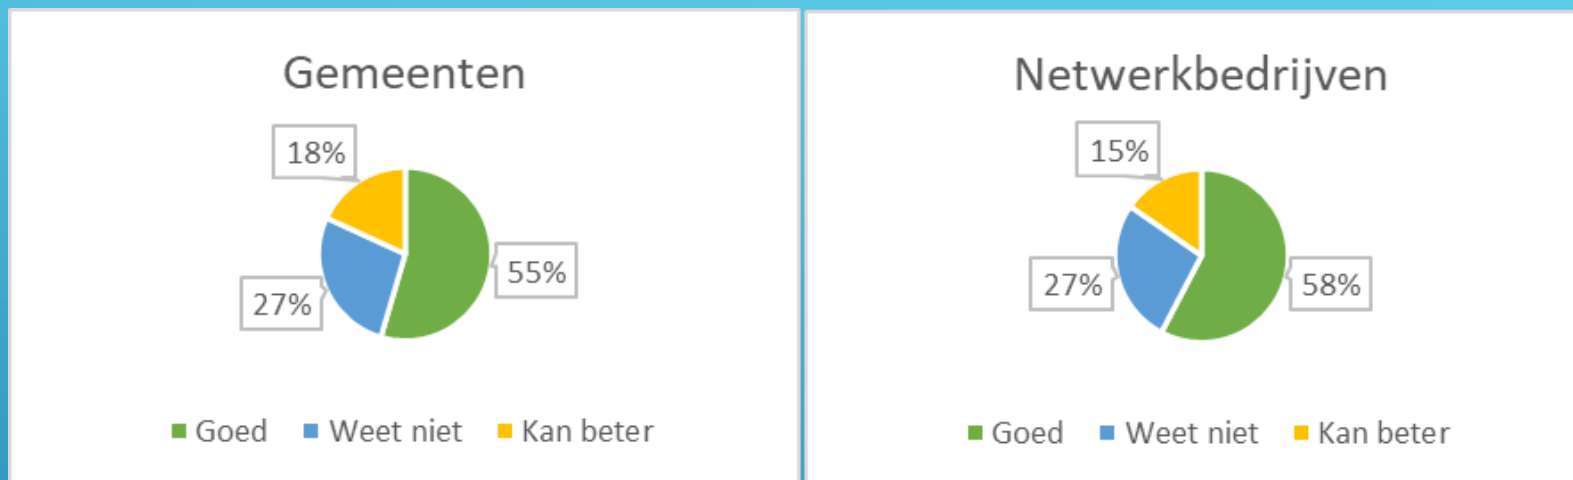 Gemeenten
18%
55%
27%
Goed Weet niet Kan beter
Netwerkbedrijven
15%
27%
58%
Goed Weet niet Kan beter